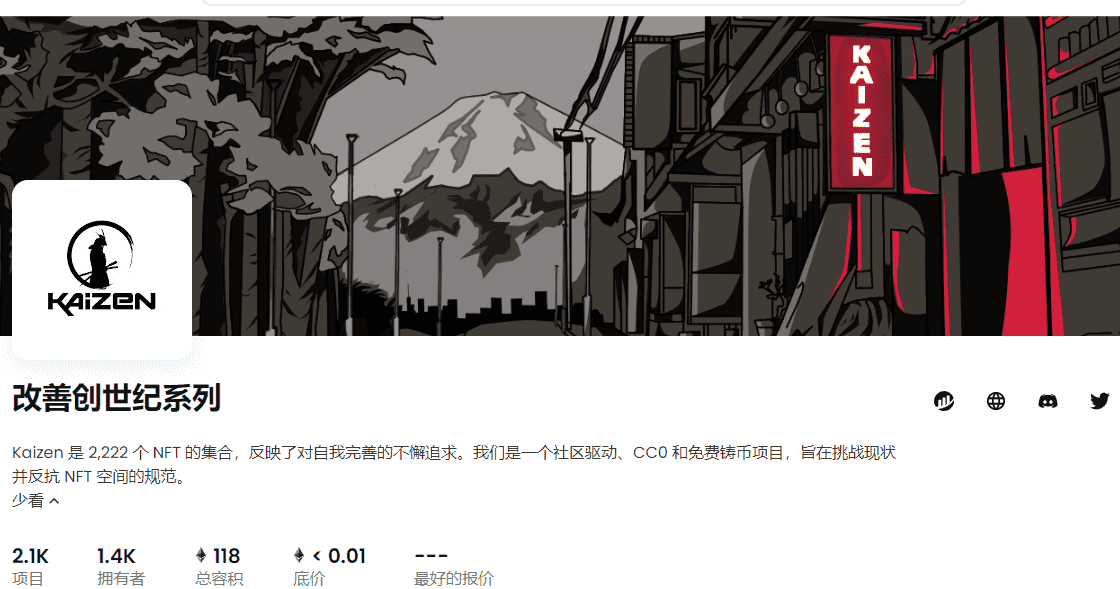 KAIZEN
KAIZEN
改善创世纪系列
Kaizen 是 2,222 个 NFT 的集合，反映了对自我完善的不懈追求。我们是一个社区驱动、CC0 和免费铸币项目，旨在挑战现状
并反抗 NFT 空间的规范。
少看
2.1K 1.4K 118 < 0.01 ---
项目 拥有者 总容积 底价 最好的报价